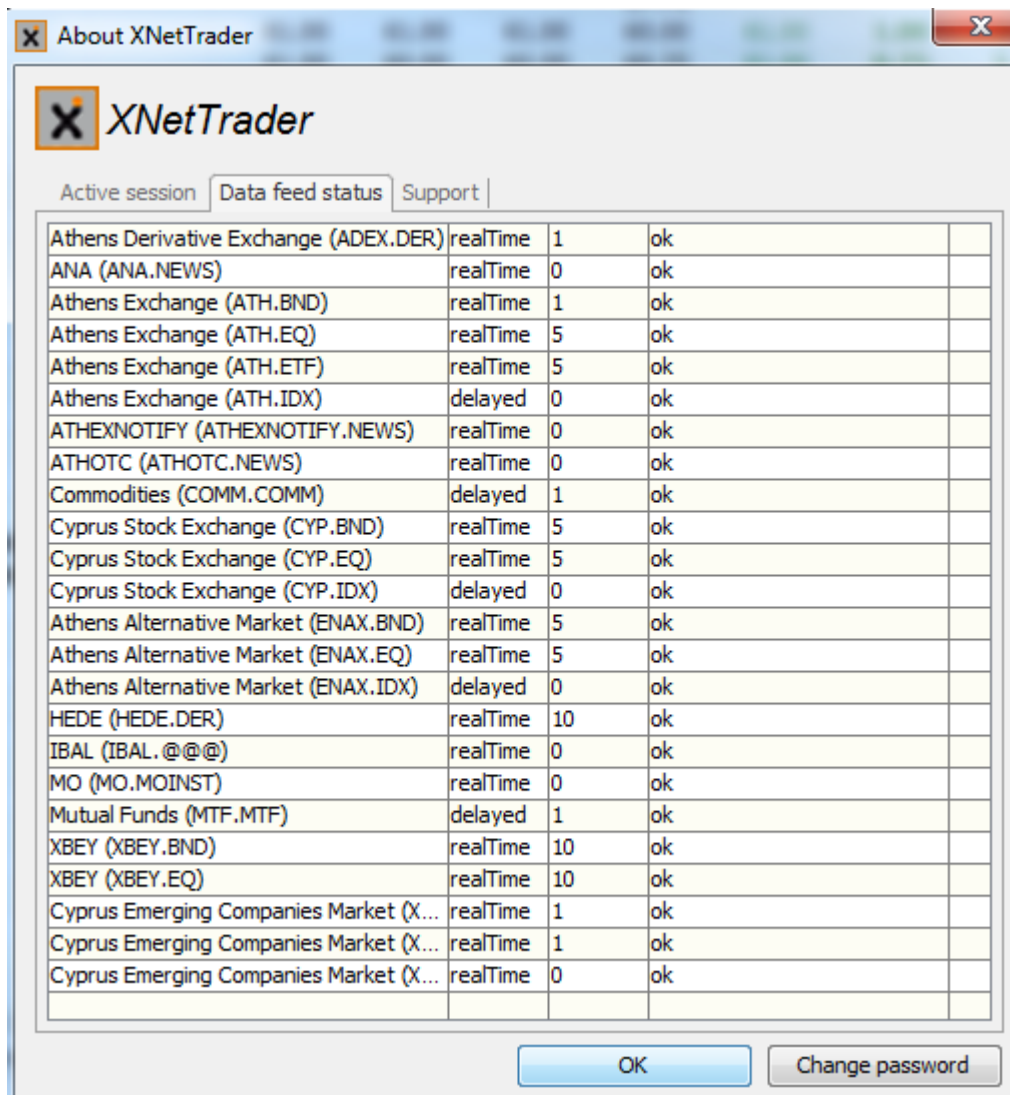 About XNetTrader
XNetTrader
Active session Data feed status Support
Athens Derivative Exchange (ADEX.DER) realTime 1 ok
ANA (ANA.NEWS) realTime 0 ok
Athens Exchange (ATH.BND) realTime 1 ok
Athens Exchange (ATH.EQ) realTime 5 ok
Athens Exchange (ATH.ETF) realTime 5 ok
Athens Exchange (ATH.IDX) delayed 0 ok
ATHEXNOTIFY (ATHEXNOTIFY.NEWS) realTime 0 ok
ATHOTC (ATHOTC.NEWS) realTime 0 ok
Commodities (COMM.COMM) delayed 1 ok
Cyprus Stock Exchange (CYP.BND) realTime 5 ok
Cyprus Stock Exchange (CYP.EQ) realTime 5 ok
Cyprus Stock Exchange (CYP.IDX) delayed 0 ok
Athens Alternative Market (ENAX.BND) realTime 5 ok
Athens Alternative Market (ENAX.EQ) realTime 5 ok
Athens Alternative Market (ENAX.IDX) delayed 0 ok
HEDE (HEDE.DER) realTime 10 ok
IBAL (IBAL.@@@) realTime 0 ok
MO (MO.MOINST) realTime 0 ok
Mutual Funds (MTF.MTF) delayed 1 ok
XBEY (XBEY.BND) realTime 10 ok
XBEY (XBEY.EQ) realTime 10 ok
Cyprus Emerging Companies Market (X... realTime 1 ok
Cyprus Emerging Companies Market (X... realTime 1 ok
Cyprus Emerging Companies Market (X... realTime 0 ok
OK Change password